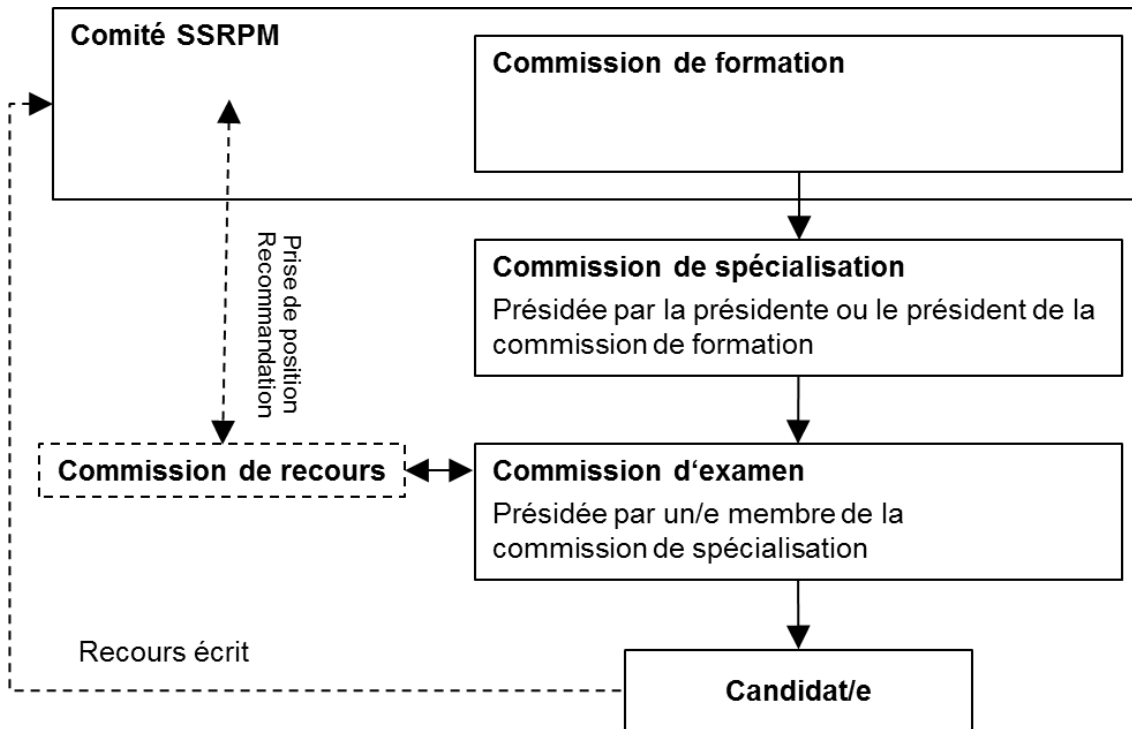 Comité SSRPM
Commission de formation
Prise de position
Recommandation
Commission de spécialisation
Présidée par la présidente ou le président de la
commission de formation
Commission de recours
Commission d‘examen
Présidée par un/e membre de la
commission de spécialisation
Recours écrit
Candidat/e